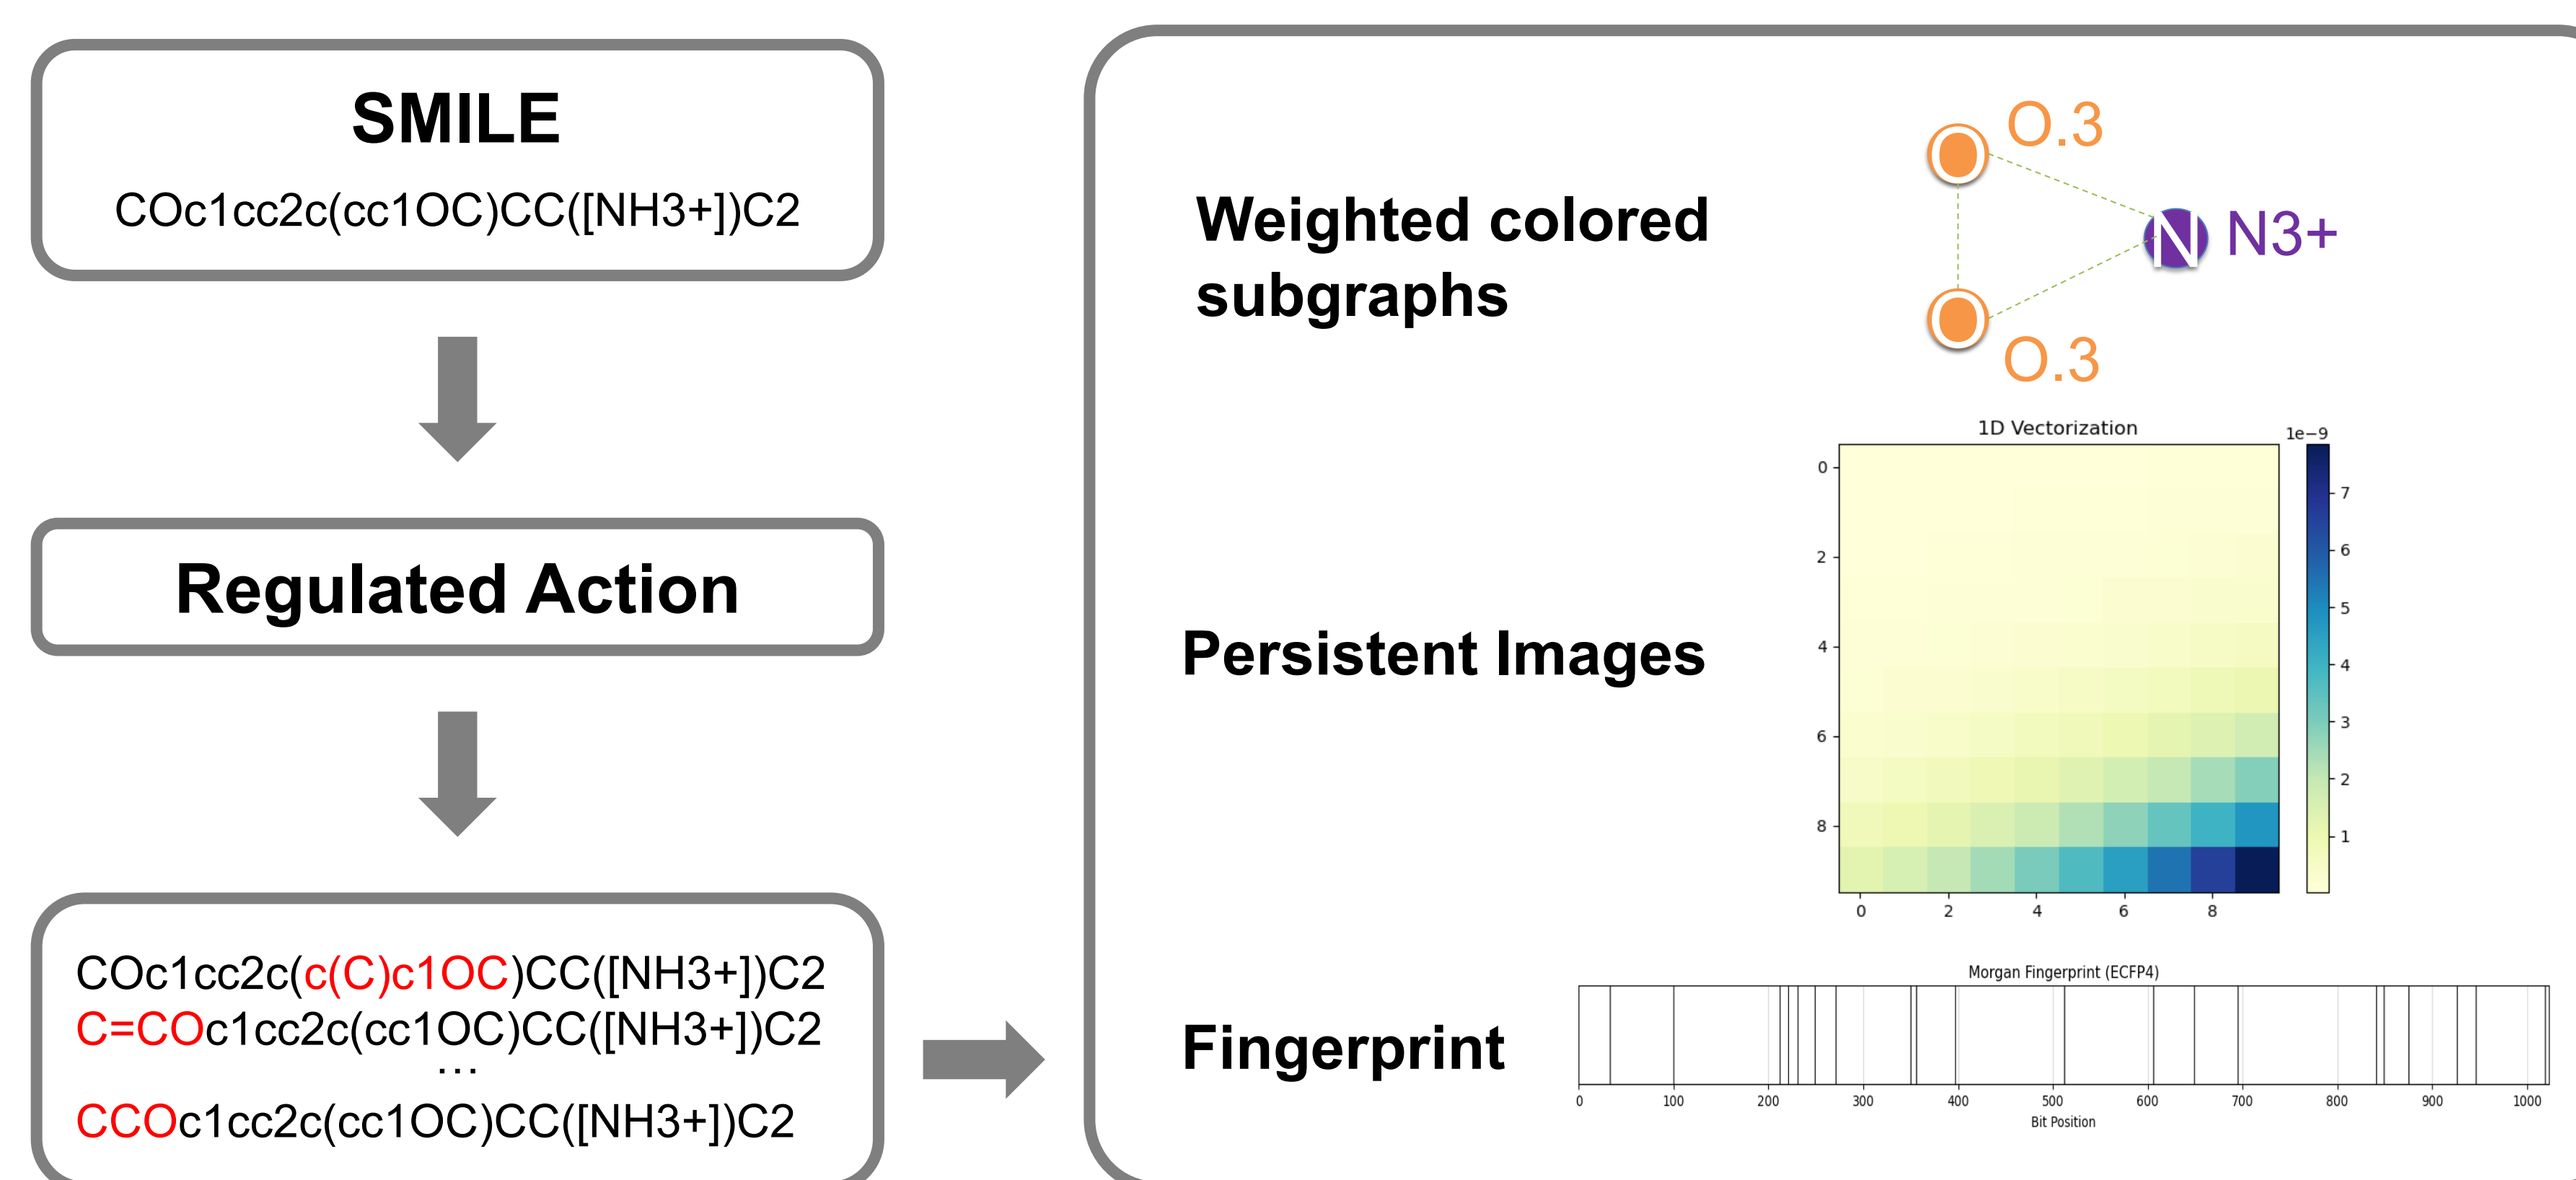 SMILE
COc1cc2c(cc1OC)CC([NH3+])C2
Regulated Action
COc1cc2c(c(C)c1OC)CC([NH3+])C2
C=COc1cc2c(cc1OC)CC([NH3+])C2
...
CCOc1cc2c(cc1OC)CC([NH3+])C2
Weighted colored
subgraphs
O O.3
N N3+
O O.3
Persistent Images
1D Vectorization
1e−9
0
2
4
6
8
0 2 4 6 8
7
6
5
4
3
2
1
Fingerprint
Morgan Fingerprint (ECFP4)
0 100 200 300 400 500 600 700 800 900 1000
Bit Position